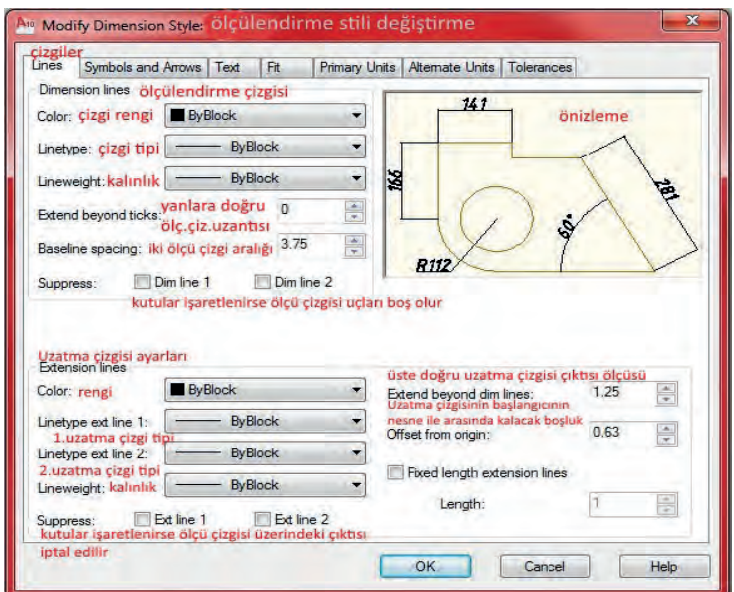 Modify Dimension Style: ölçülendirme stili değiştirme
çizgiler
Lines Symbols and Arrows Text Fit Primary Units Alternate Units Tolerances
Dimension lines ölçülendirme çizgisi
Color: çizgi rengi ByBlock
Linetype: çizgi tipi ByBlock
Lineweight: kalınlık ByBlock
Extend beyond ticks: yanlara doğru 0
ölç.çiz.uzantısı
Baseline spacing: iki ölçü çizgi aralığı 3.75
Suppress: Dim line 1 Dim line 2
kutular işaretlenirse ölçü çizgisi uçları boş olur
önizleme
141
166
281
60°
R112
Uzatma çizgisi ayarları
Extension lines
Color: rengi ByBlock
Linetype ext line 1: ByBlock
1.uzatma çizgi tipi
Linetype ext line 2: ByBlock
2.uzatma çizgi tipi
Lineweight: kalınlık ByBlock
Suppress: Ext line 1 Ext line 2
kutular işaretlenirse ölçü çizgisi üzerindeki çıktısı
iptal edilir
üste doğru uzatma çizgisi çıktısı ölçüsü
Extend beyond dim lines: 1.25
Uzatma çizgisinin başlangıcının
nesne ile arasında kalacak boşluk
Offset from origin: 0.63
Fixed length extension lines
Length: 1
OK Cancel Help